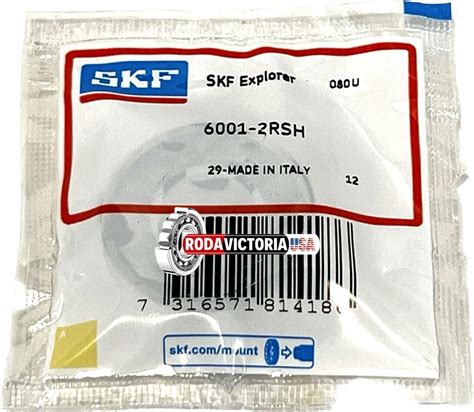 SKF
SKF Explorer
080U
6001-2RSH
29-MADE IN ITALY
12
RODAVICTORIA USA
7 316571 81418
skf.com/mount
A